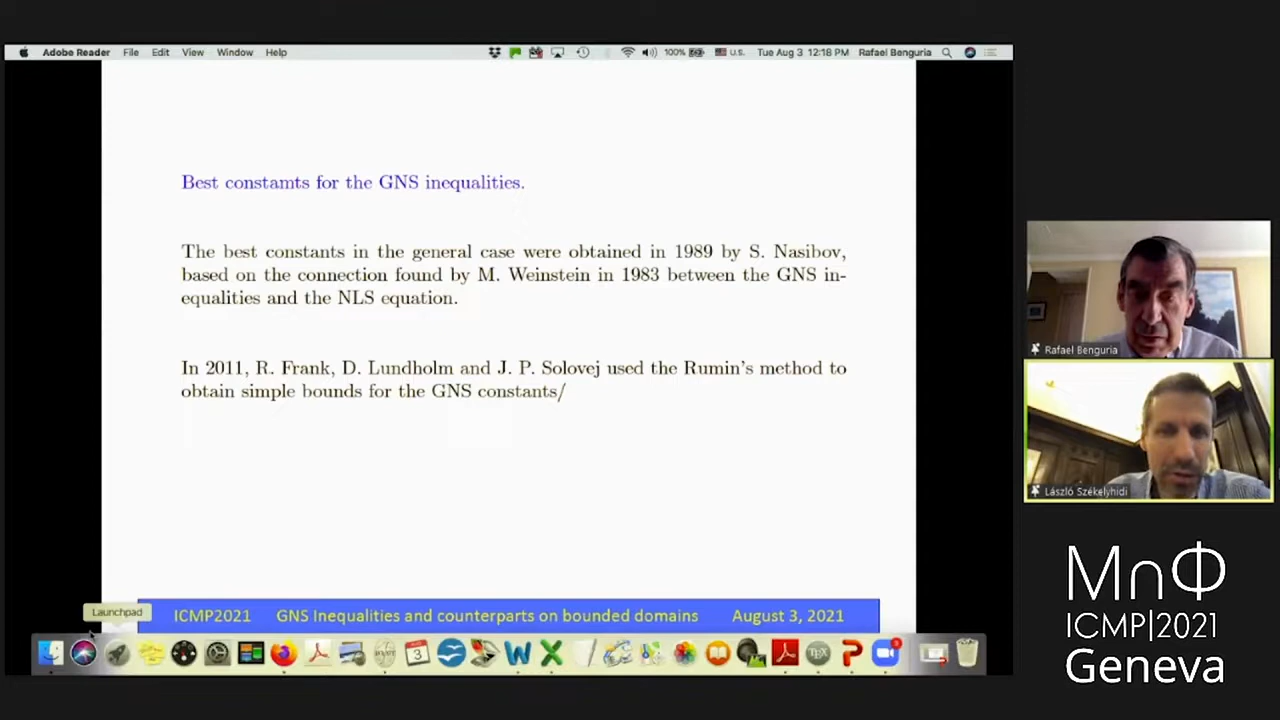 Adobe Reader File Edit View Window Help 100% U.S. Tue Aug 3 12:18 PM Rafael Benguria
Best constamts for the GNS inequalities.
The best constants in the general case were obtained in 1989 by S. Nasibov,
based on the connection found by M. Weinstein in 1983 between the GNS in-
equalities and the NLS equation.
In 2011, R. Frank, D. Lundholm and J. P. Solovej used the Rumin's method to
obtain simple bounds for the GNS constants/
Launchpad
ICMP2021 GNS Inequalities and counterparts on bounded domains August 3, 2021
Rafael Benguria
László Székelyhidi
M∩Φ
ICMP|2021
Geneva